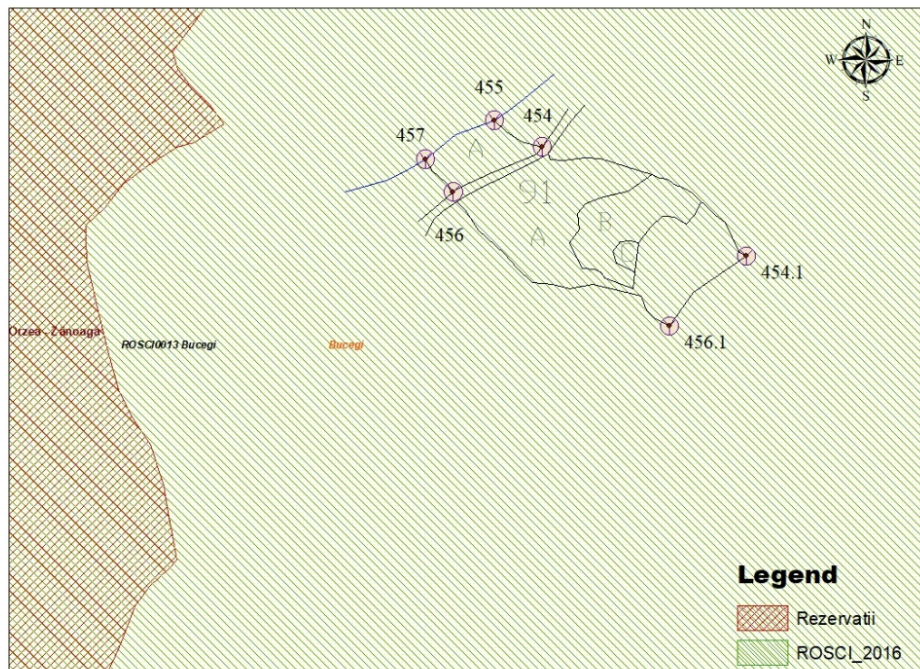 N
W E
S
455
454
457
A
91
456
B
A
C
454.1
456.1
Orzea - Zanoaga
ROSCI0013 Bucegi
Bucegi
Legend
Rezervatii
ROSCI_2016